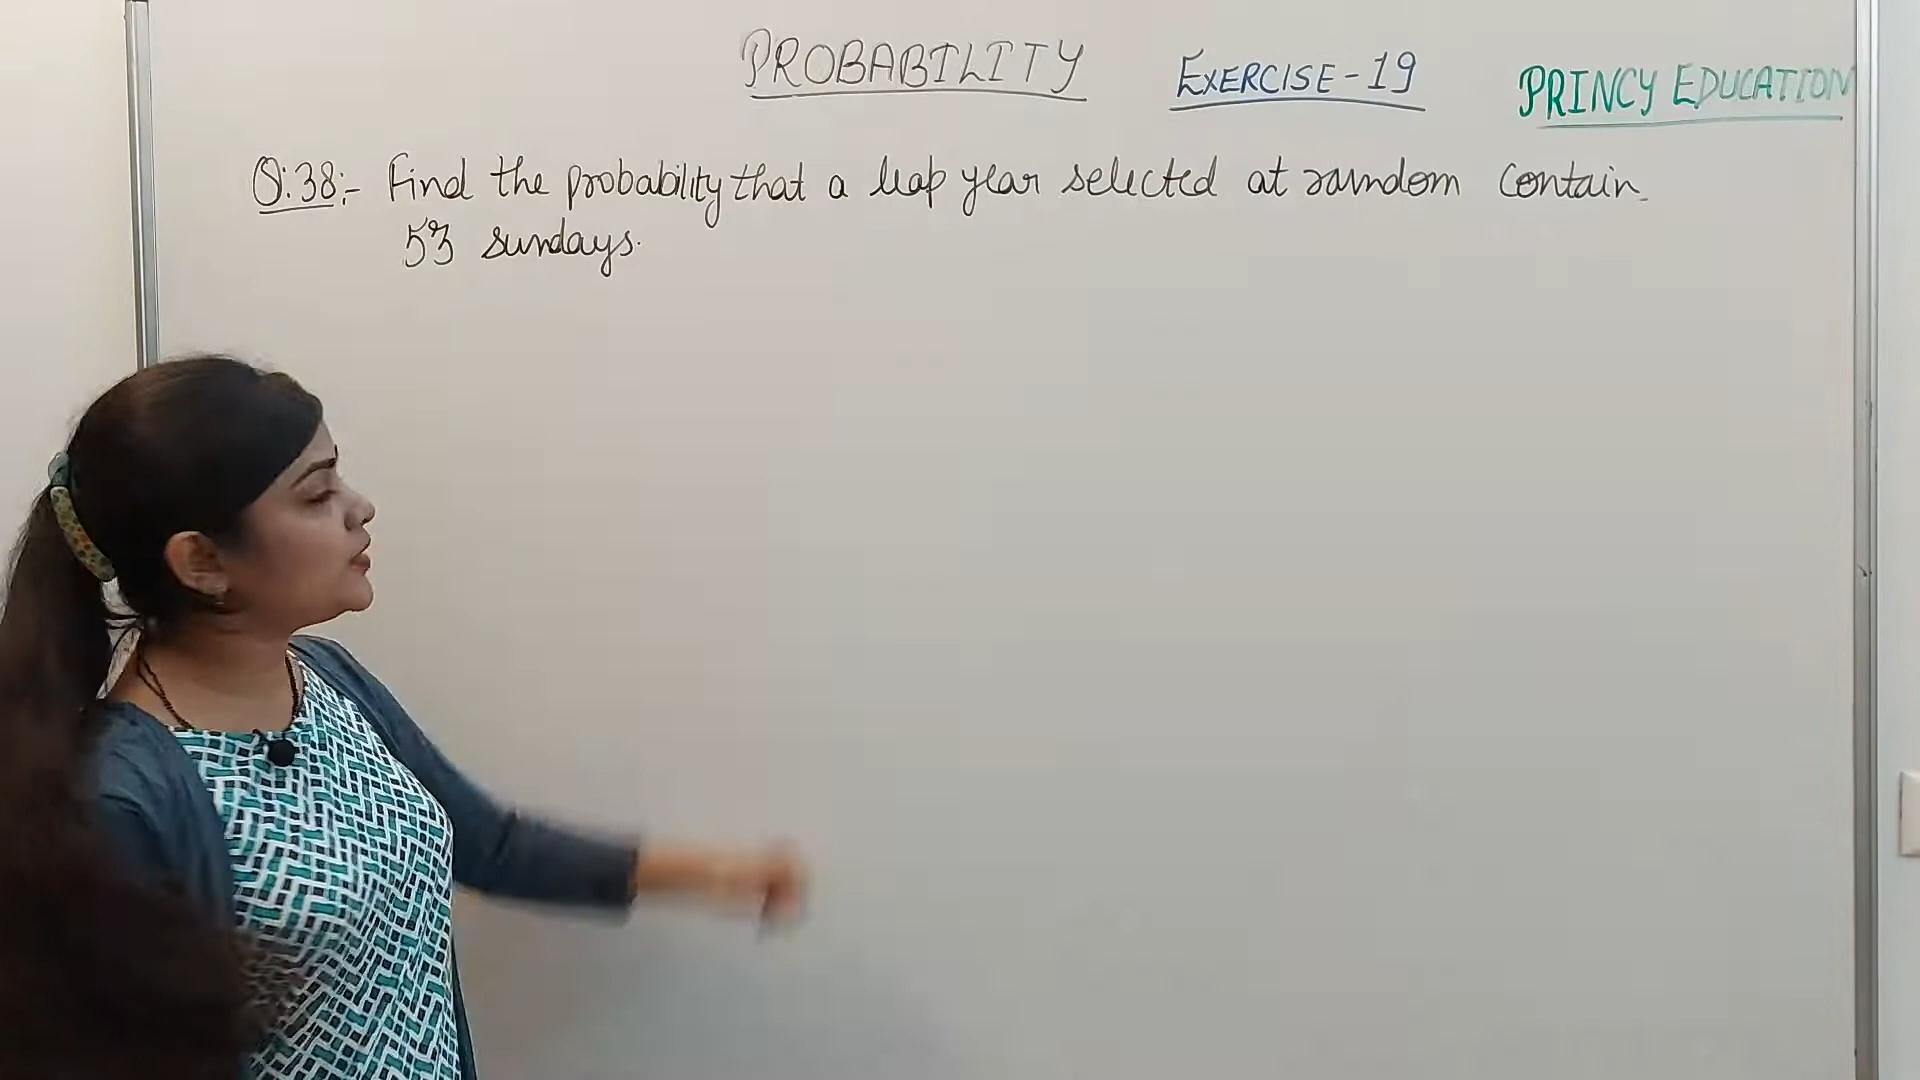 PROBABILITY EXERCISE-19 PRINCY EDUCATION
Q:38:- Find the probability that a leap year selected at random contain
53 sundays.